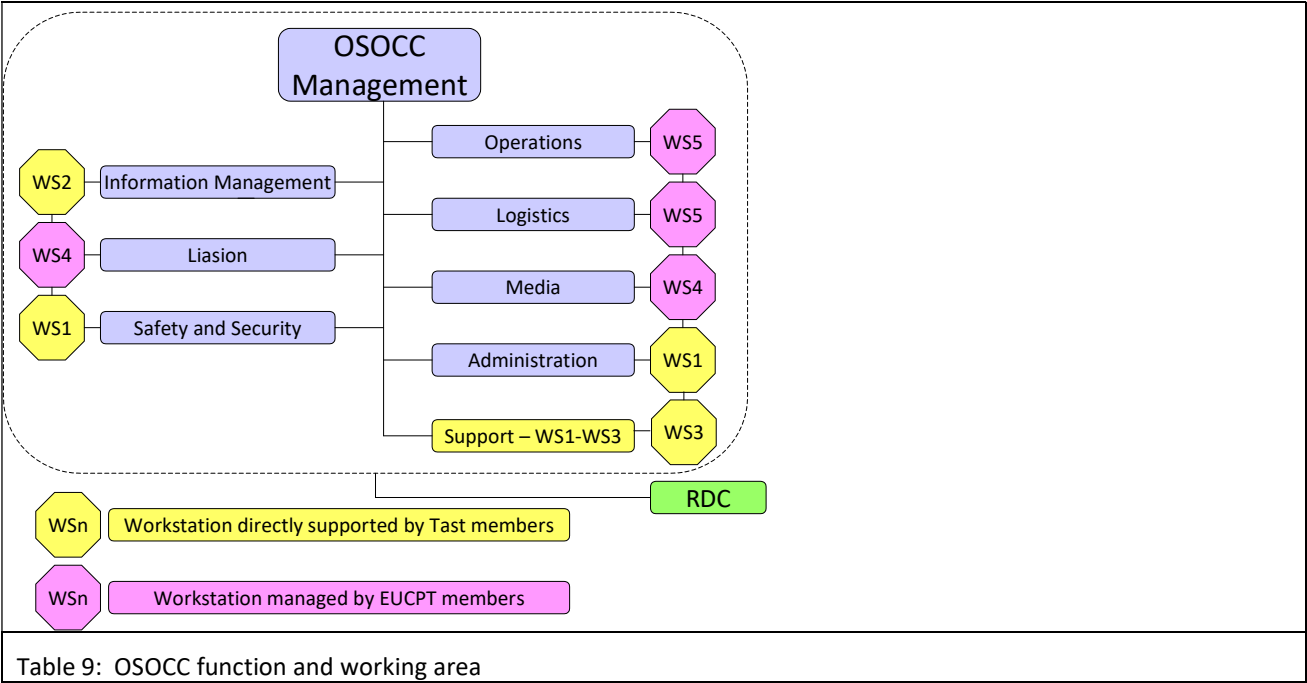 OSOCC
Management
Operations
WS5
WS2
Information Management
Logistics
WS5
WS4
Liasion
Media
WS4
WS1
Safety and Security
Administration
WS1
Support – WS1-WS3
WS3
RDC
WSn
Workstation directly supported by Tast members
WSn
Workstation managed by EUCPT members
Table 9: OSOCC function and working area